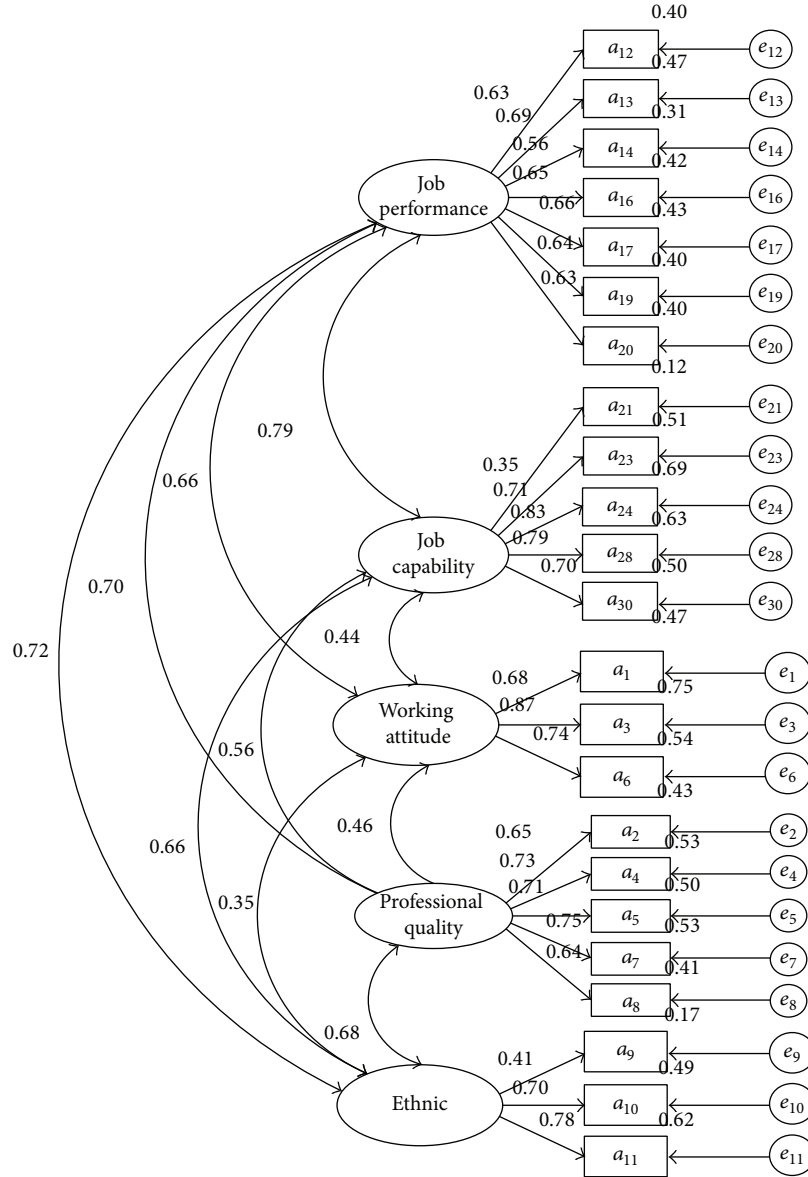 0.40
a12
e12
0.47
0.63
a13
e13
0.31
0.69
a14
e14
0.56
0.42
0.65
Job
performance
a16
e16
0.66
0.43
a17
e17
0.64
0.40
0.63
a19
e19
0.40
a20
e20
0.12
a21
e21
0.51
0.79
0.35
a23
e23
0.69
0.66
0.71
a24
e24
0.83
0.63
0.79
Job
capability
a28
e28
0.70
0.50
0.70
a30
e30
0.47
0.72
0.44
0.68
a1
e1
0.75
0.87
Working
attitude
0.74
a3
e3
0.54
0.56
a6
e6
0.43
0.46
0.65
a2
e2
0.53
0.66
0.73
a4
e4
0.71
0.50
0.35
Professional
quality
0.75
a5
e5
0.53
0.64
a7
e7
0.41
a8
e8
0.17
0.68
0.41
a9
e9
0.49
0.70
Ethnic
a10
e10
0.78
0.62
a11
e11